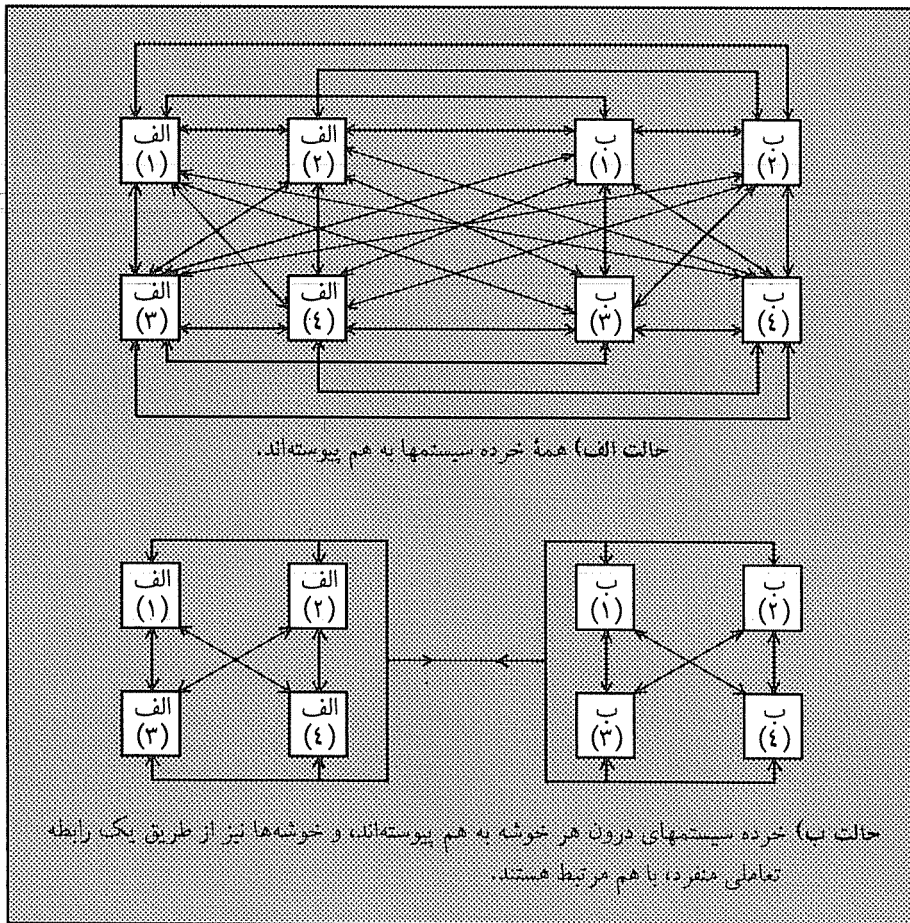 الف
(۱)
الف
(۲)
ب
(۱)
ب
(۲)
الف
(۳)
الف
(٤)
ب
(۳)
ب
(٤)
حالت الف) همهٔ خرده سیستمها به هم پیوسته‌اند.
الف
(۱)
الف
(۲)
ب
(۱)
ب
(۲)
الف
(۳)
الف
(٤)
ب
(۳)
ب
(٤)
حالت ب) خرده سیستمهای درون هر خوشه به هم پیوسته‌اند، و خوشه‌ها نیز از طریق یک رابطه
تعاملی منفرد، با هم مرتبط هستند.